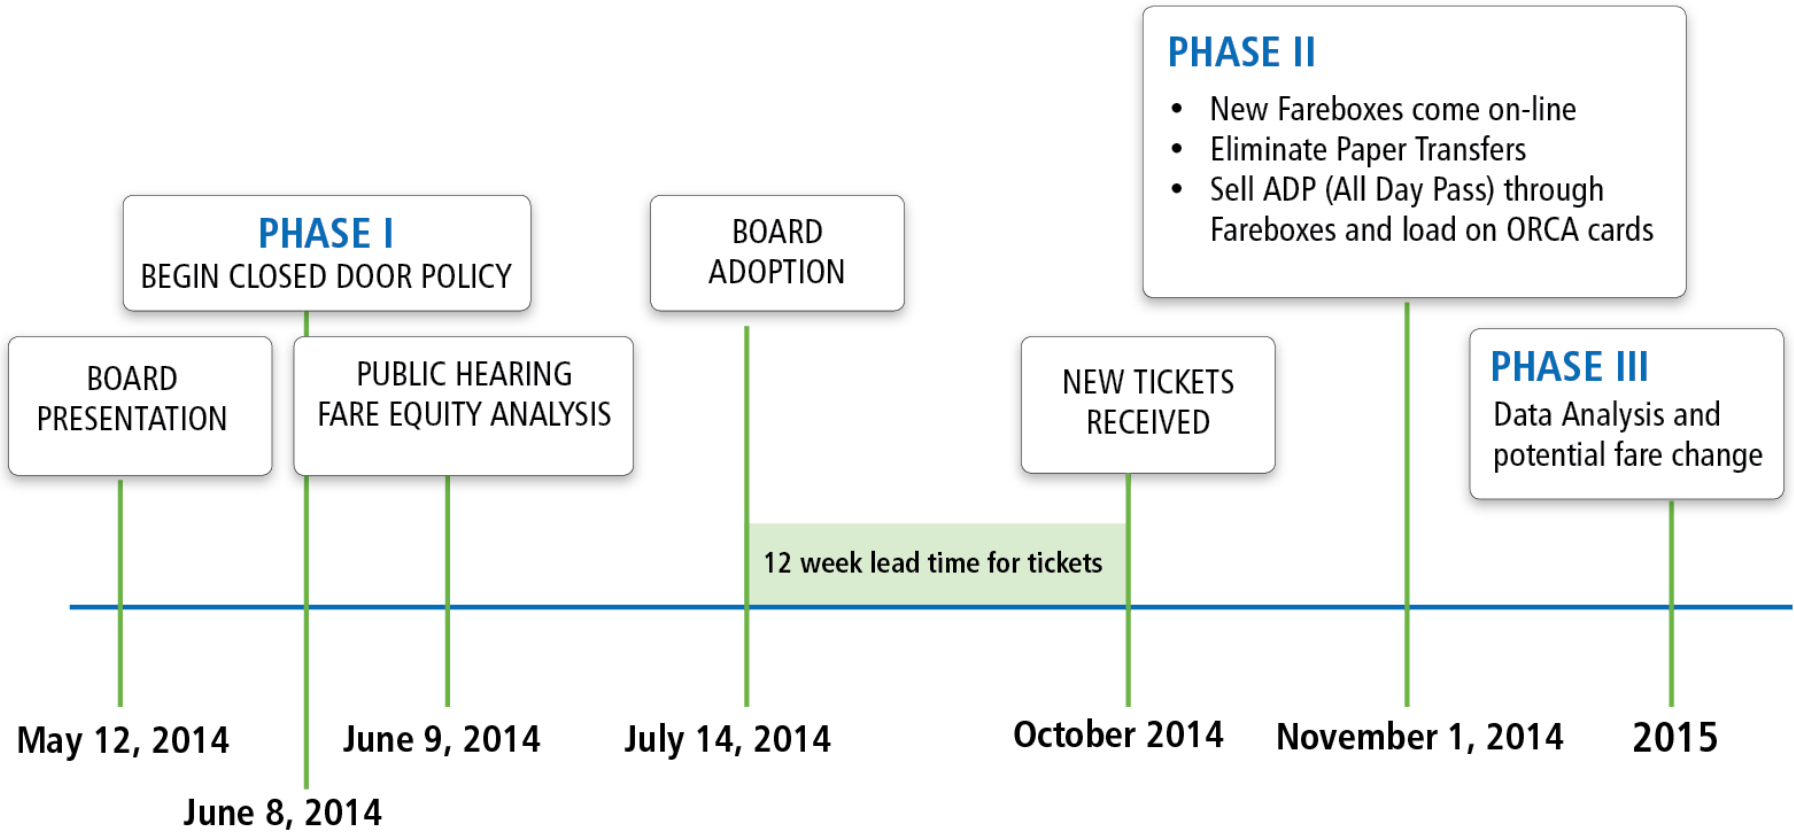 PHASE II
• New Fareboxes come on-line
• Eliminate Paper Transfers
• Sell ADP (All Day Pass) through
Fareboxes and load on ORCA cards
PHASE I
BEGIN CLOSED DOOR POLICY
BOARD
ADOPTION
BOARD
PRESENTATION
PUBLIC HEARING
FARE EQUITY ANALYSIS
NEW TICKETS
RECEIVED
PHASE III
Data Analysis and
potential fare change
12 week lead time for tickets
May 12, 2014
June 8, 2014
June 9, 2014
July 14, 2014
October 2014
November 1, 2014
2015